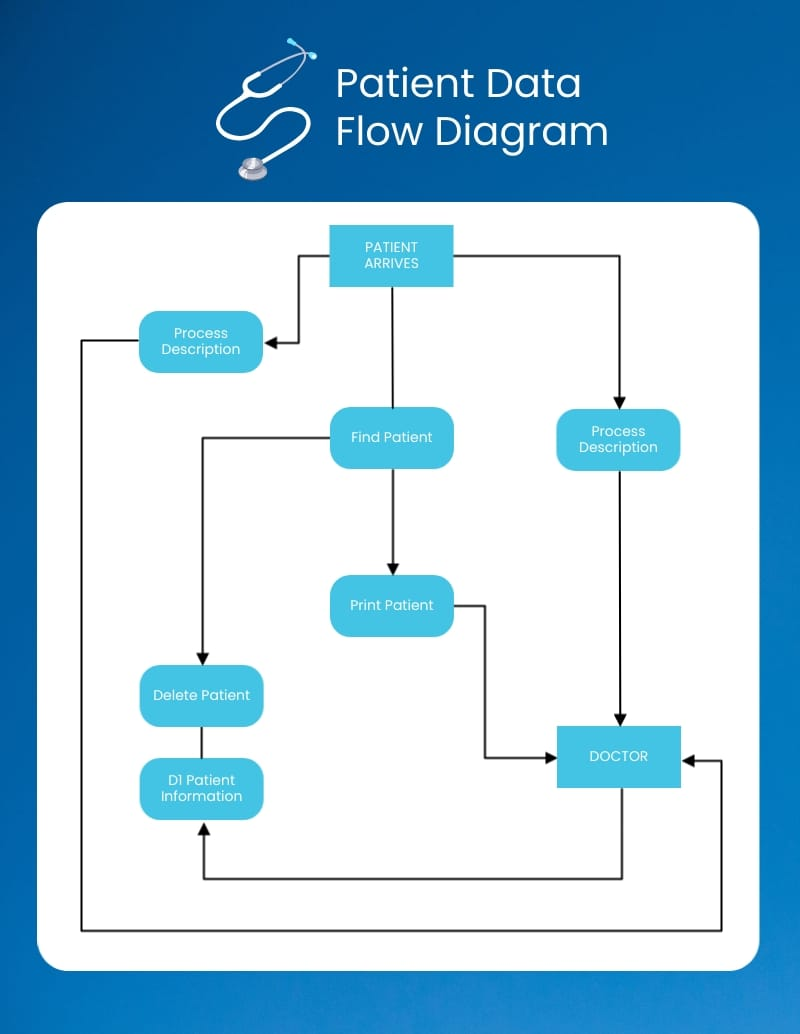 Patient Data
Flow Diagram
PATIENT
ARRIVES
Process
Description
Find Patient
Process
Description
Print Patient
Delete Patient
DOCTOR
D1 Patient
Information